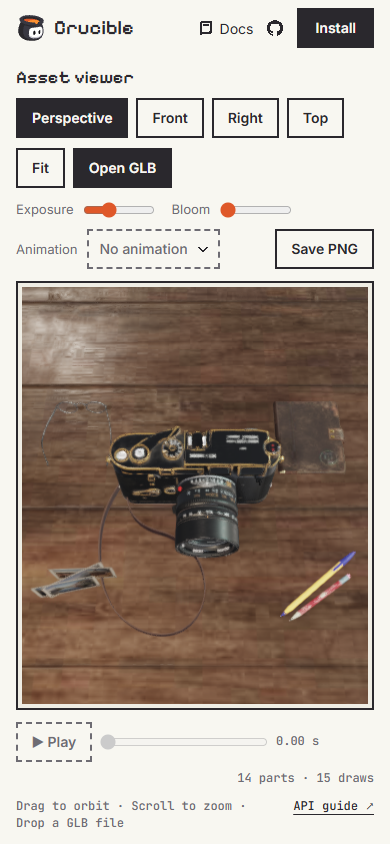 Crucible
Docs
Install
Asset viewer
Perspective Front Right Top
Fit Open GLB
Exposure Bloom
Animation No animation Save PNG
Play 0.00 s
14 parts · 15 draws
Drag to orbit · Scroll to zoom · API guide ↗
Drop a GLB file